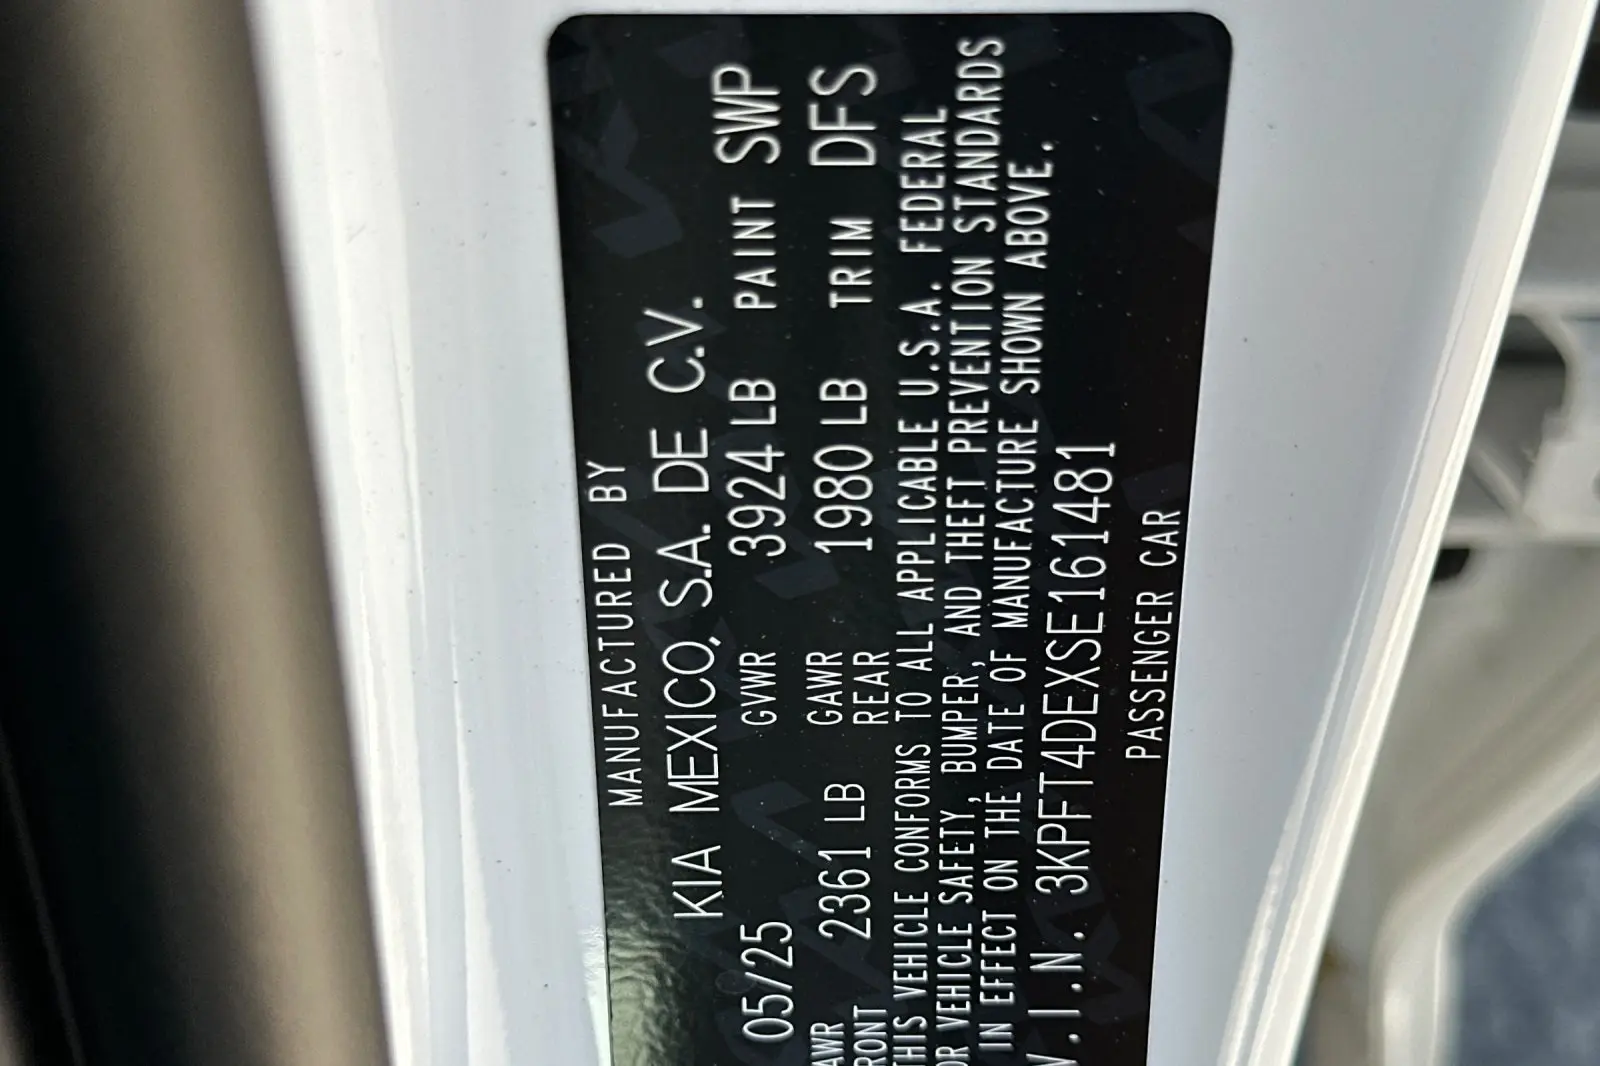 MANUFACTURED BY
KIA MEXICO, S.A. DE C.V.
05/25 GVWR 3924 LB PAINT SWP
2361 LB GAWR REAR 1980 LB TRIM DFS
THIS VEHICLE CONFORMS TO ALL APPLICABLE U.S.A. FEDERAL
VEHICLE SAFETY, BUMPER, AND THEFT PREVENTION STANDARDS
IN EFFECT ON THE DATE OF MANUFACTURE SHOWN ABOVE.
V.I.N. 3KPFT4DEXSE161481
PASSENGER CAR